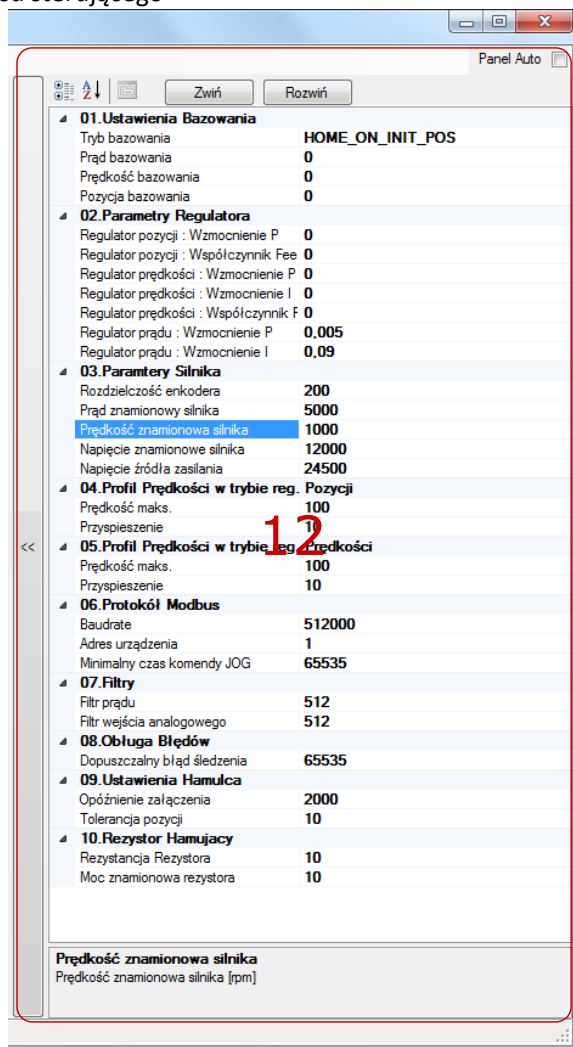 sterującego
Panel Auto
Zwiń Rozwiń
01.Ustawienia Bazowania
Tryb bazowania HOME_ON_INIT_POS
Prąd bazowania 0
Prędkość bazowania 0
Pozycja bazowania 0
02.Parametry Regulatora
Regulator pozycji : Wzmocnienie P 0
Regulator pozycji : Współczynnik Fee 0
Regulator prędkości : Wzmocnienie P 0
Regulator prędkości : Wzmocnienie I 0
Regulator prędkości : Współczynnik F 0
Regulator prądu : Wzmocnienie P 0,005
Regulator prądu : Wzmocnienie I 0,09
03.Paramtery Silnika
Rozdzielczość enkodera 200
Prąd znamionowy silnika 5000
Prędkość znamionowa silnika 1000
Napięcie znamionowe silnika 12000
Napięcie źródła zasilania 24500
04.Profil Prędkości w trybie reg. Pozycji
Prędkość maks. 100
Przyspieszenie 10
12
<<
05.Profil Prędkości w trybie reg. Prędkości
Prędkość maks. 100
Przyspieszenie 10
06.Protokół Modbus
Baudrate 512000
Adres urządzenia 1
Minimalny czas komendy JOG 65535
07.Filtry
Filtr prądu 512
Filtr wejścia analogowego 512
08.Obługa Błędów
Dopuszczalny błąd śledzenia 65535
09.Ustawienia Hamulca
Opóźnienie załączenia 2000
Tolerancja pozycji 10
10.Rezystor Hamujacy
Rezystancja Rezystora 10
Moc znamionowa rezystora 10
Prędkość znamionowa silnika
Prędkość znamionowa silnika [rpm]